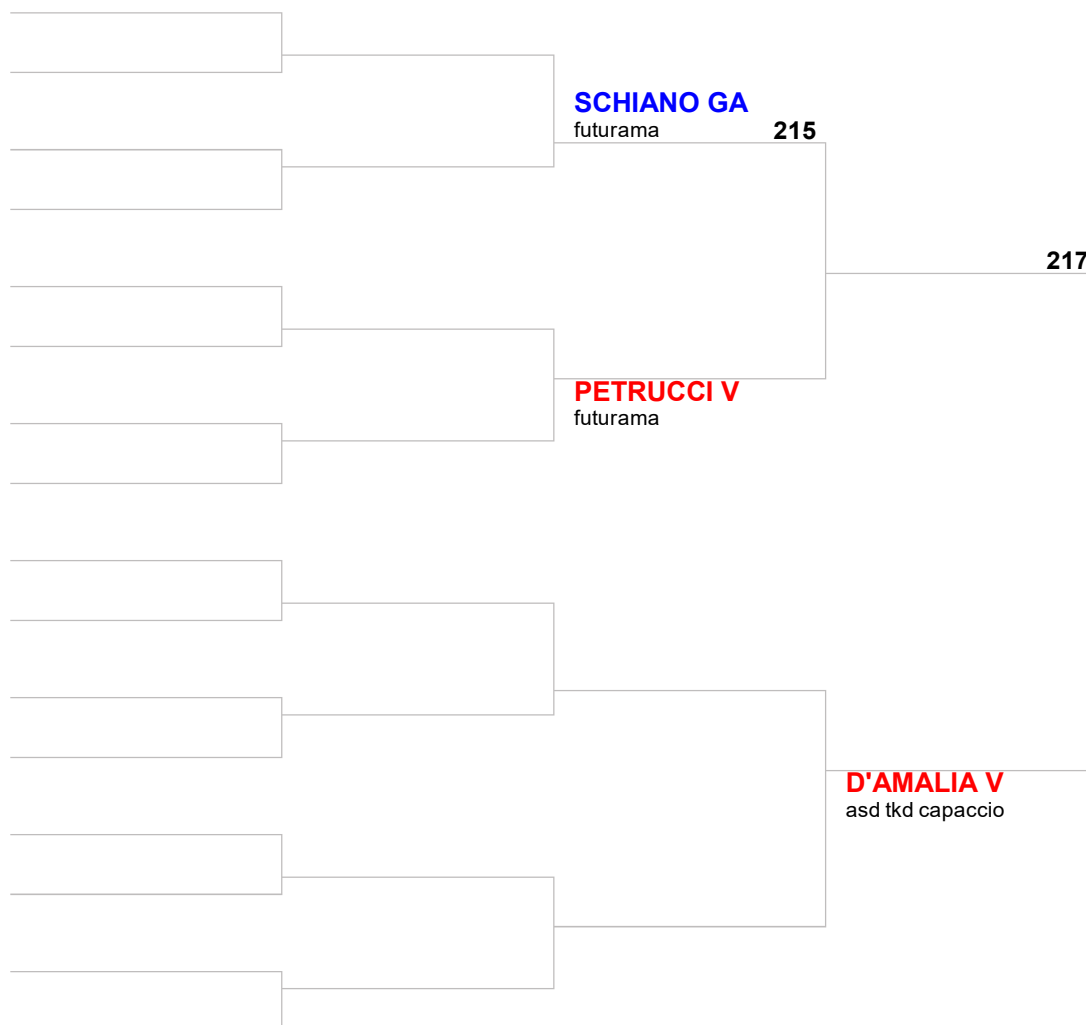 SCHIANO GA
futurama
215
217
PETRUCCI V
futurama
D'AMALIA V
asd tkd capaccio